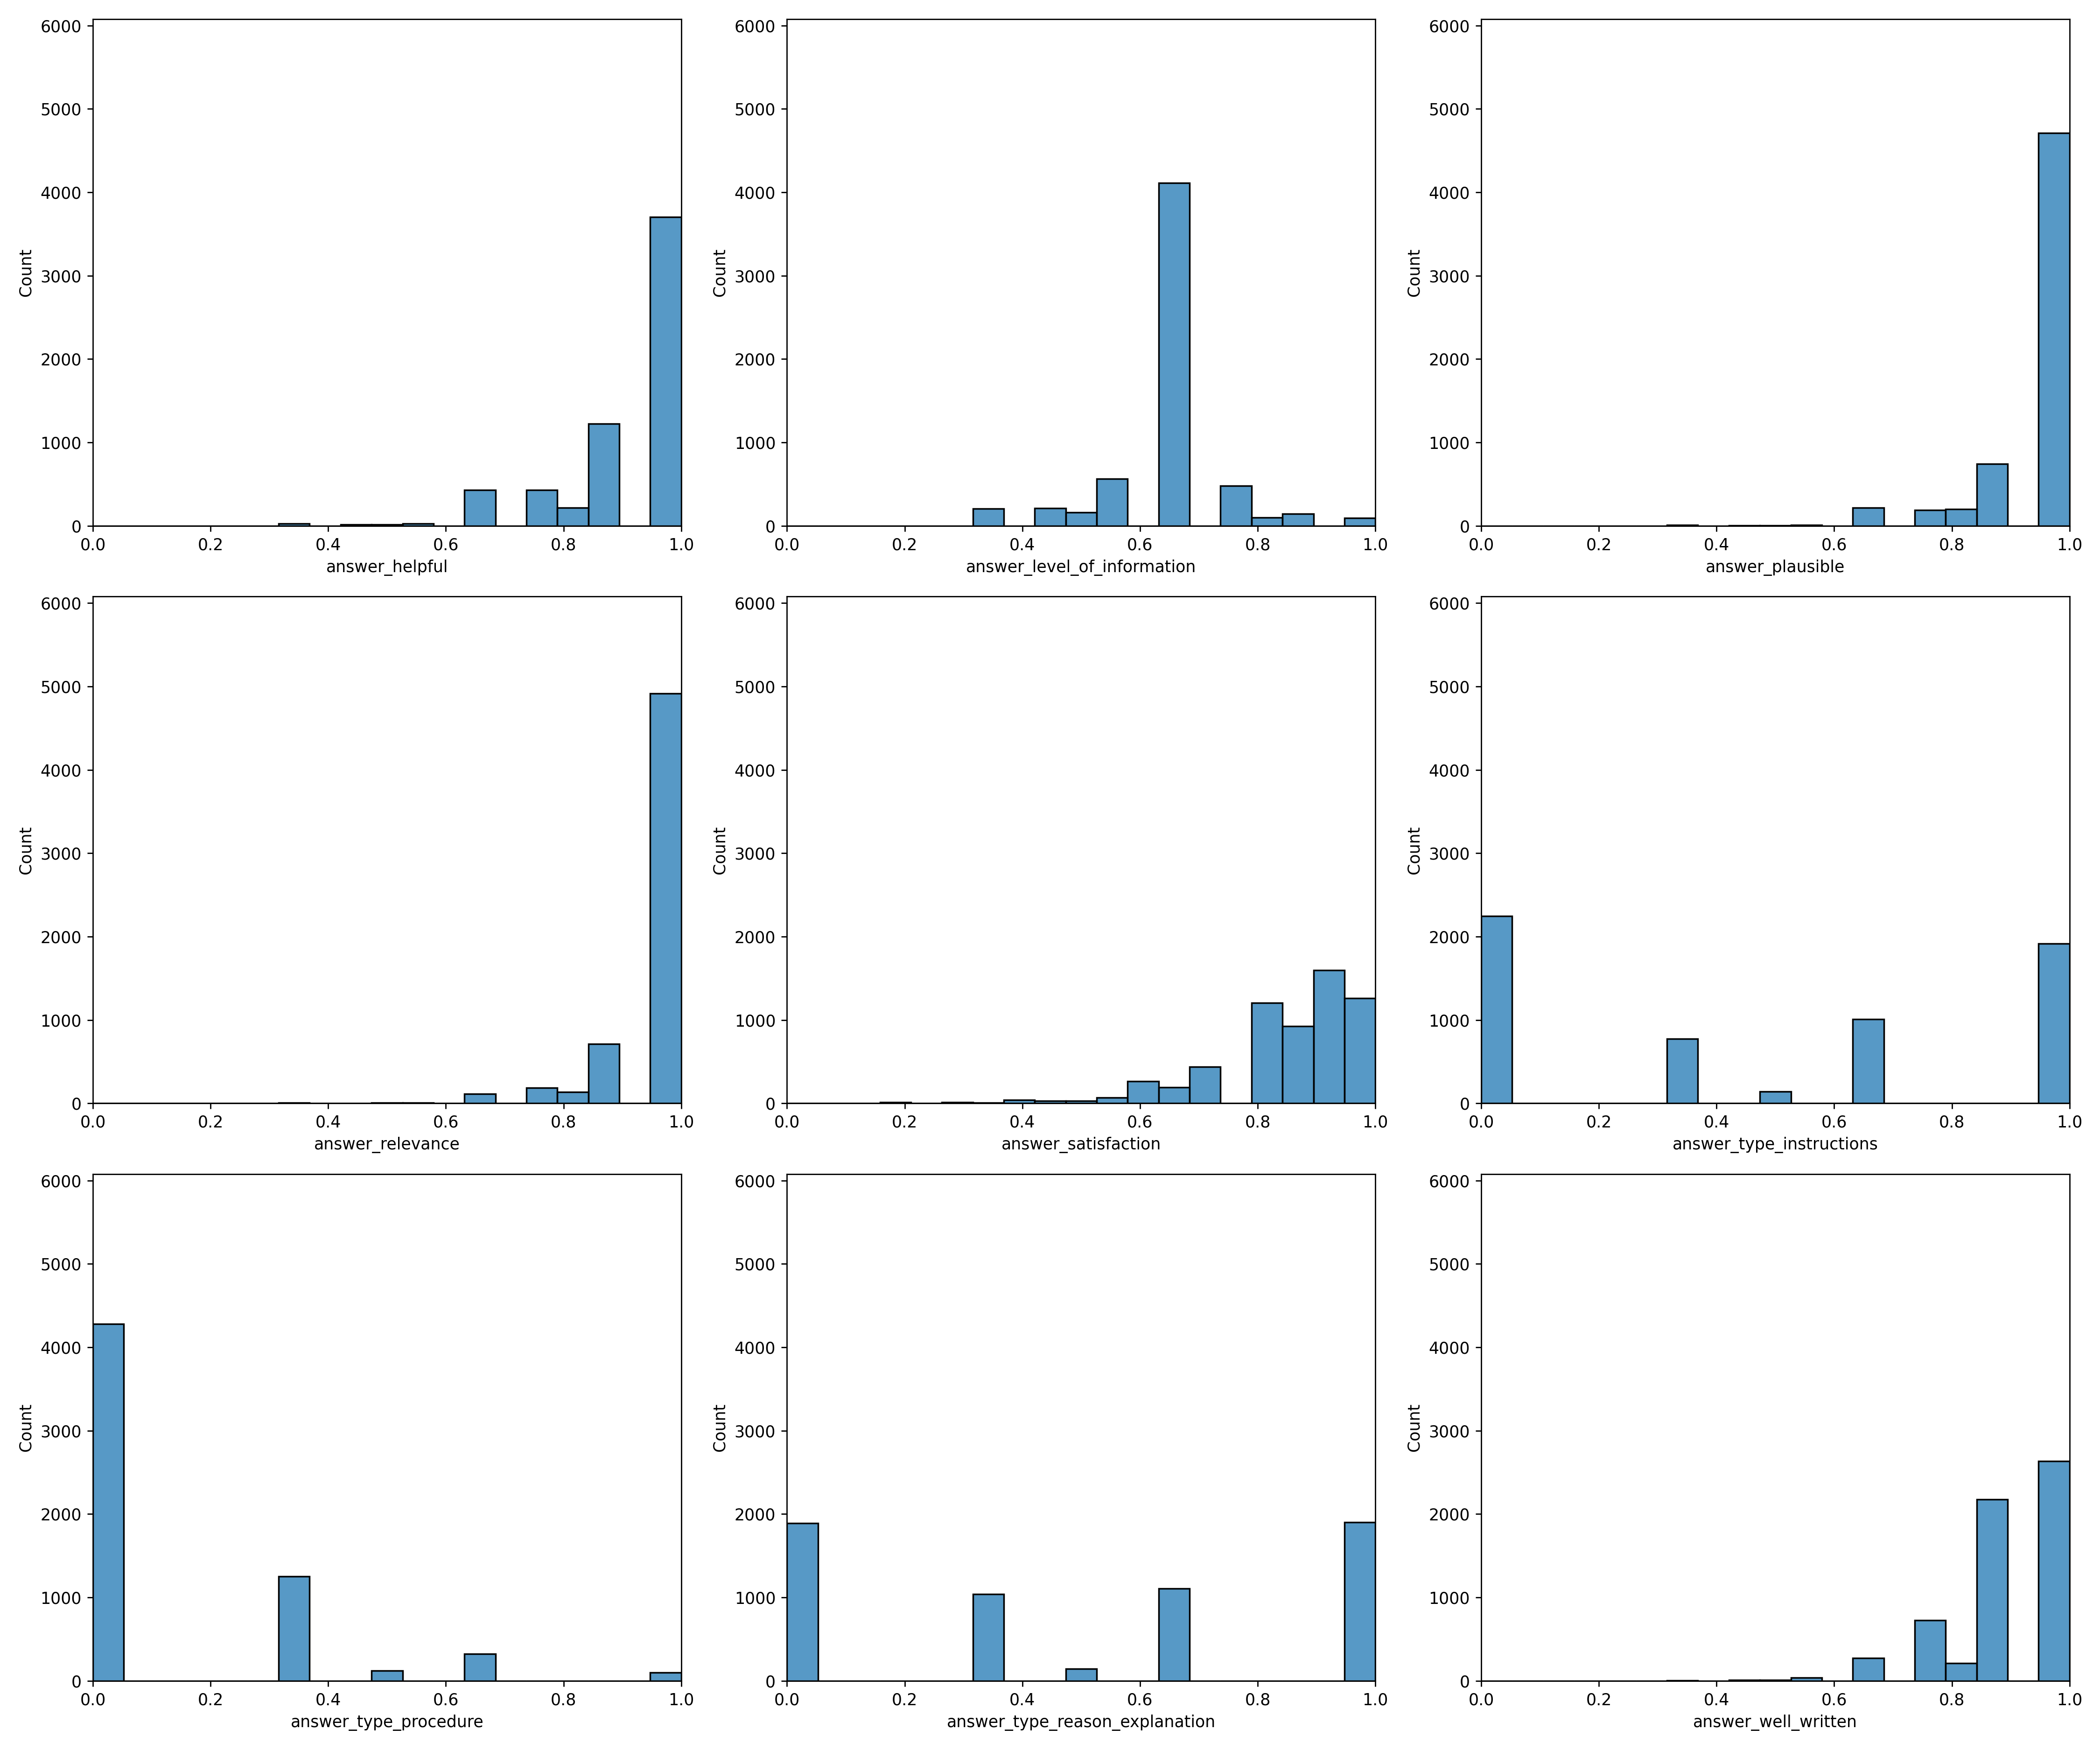 6000
5000
4000
3000
2000
1000
0
Count
0.0 0.2 0.4 0.6 0.8 1.0
answer_helpful
6000
5000
4000
3000
2000
1000
0
Count
0.0 0.2 0.4 0.6 0.8 1.0
answer_level_of_information
6000
5000
4000
3000
2000
1000
0
Count
0.0 0.2 0.4 0.6 0.8 1.0
answer_plausible
6000
5000
4000
3000
2000
1000
0
Count
0.0 0.2 0.4 0.6 0.8 1.0
answer_relevance
6000
5000
4000
3000
2000
1000
0
Count
0.0 0.2 0.4 0.6 0.8 1.0
answer_satisfaction
6000
5000
4000
3000
2000
1000
0
Count
0.0 0.2 0.4 0.6 0.8 1.0
answer_type_instructions
6000
5000
4000
3000
2000
1000
0
Count
0.0 0.2 0.4 0.6 0.8 1.0
answer_type_procedure
6000
5000
4000
3000
2000
1000
0
Count
0.0 0.2 0.4 0.6 0.8 1.0
answer_type_reason_explanation
6000
5000
4000
3000
2000
1000
0
Count
0.0 0.2 0.4 0.6 0.8 1.0
answer_well_written